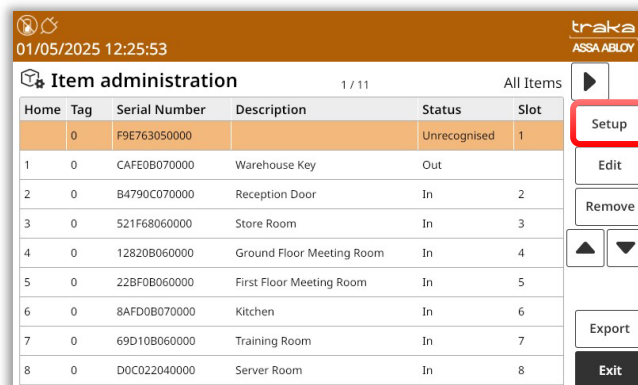 traka
ASSA ABLOY
01/05/2025 12:25:53
Item administration 1 / 11 All Items
Home Tag Serial Number Description Status Slot
0 F9E763050000 Unrecognised 1
1 0 CAFE0B070000 Warehouse Key Out
2 0 B4790C070000 Reception Door In 2
3 0 521F68060000 Store Room In 3
4 0 12820B060000 Ground Floor Meeting Room In 4
5 0 22BF0B060000 First Floor Meeting Room In 5
6 0 8AFD0B070000 Kitchen In 6
7 0 69D10B060000 Training Room In 7
8 0 D0C022040000 Server Room In 8
Setup
Edit
Remove
Export
Exit